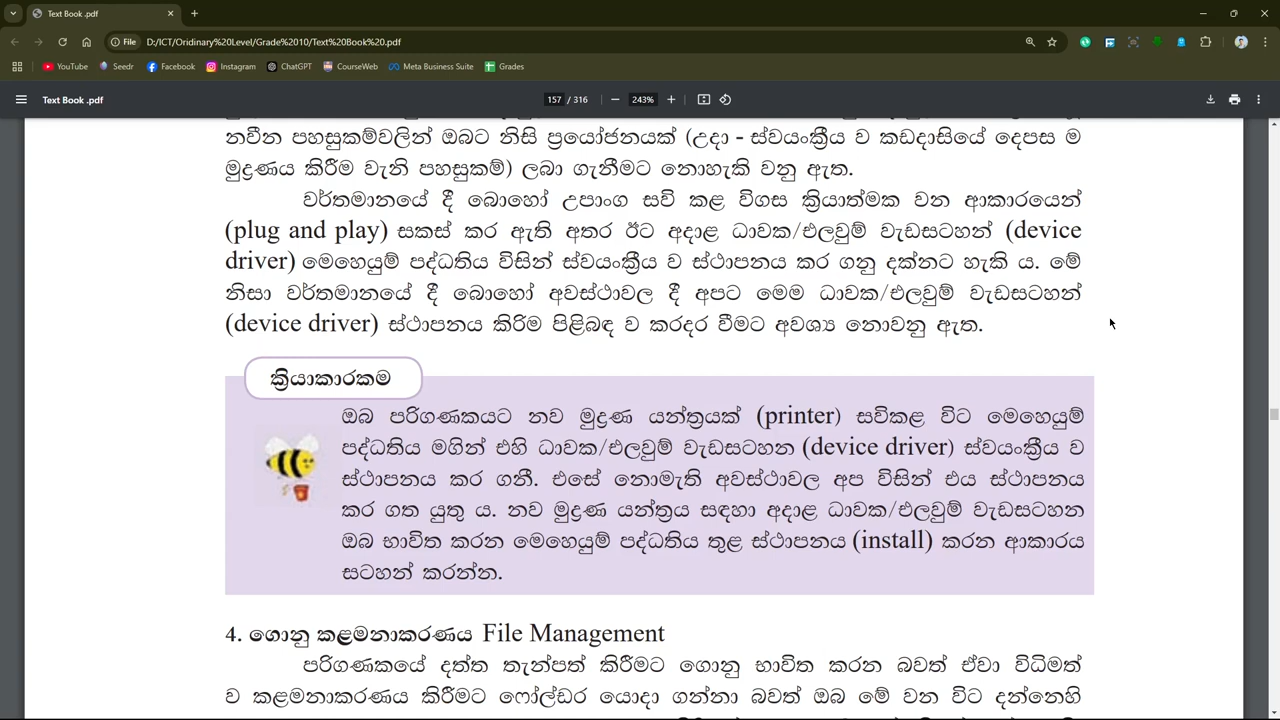 Text Book .pdf
File D:/ICT/Oridinary%20Level/Grade%2010/Text%20Book%20.pdf
YouTube Seedr Facebook Instagram ChatGPT CourseWeb Meta Business Suite Grades
Text Book .pdf 157 / 316 243%
නවීන පහසුකම්වලින් ඔබට නිසි ප්‍රයෝජනයක් (උදා - ස්වයංක්‍රීය ව කඩදාසියේ දෙපස ම
මුද්‍රණය කිරීම වැනි පහසුකම්) ලබා ගැනීමට නොහැකි වනු ඇත.
වර්තමානයේ දී බොහෝ උපාංග සවි කළ විගස ක්‍රියාත්මක වන ආකාරයෙන්
(plug and play) සකස් කර ඇති අතර ඊට අදාළ ධාවක/එලවුම් වැඩසටහන් (device
driver) මෙහෙයුම් පද්ධතිය විසින් ස්වයංක්‍රීය ව ස්ථාපනය කර ගනු දක්නට හැකි ය. මේ
නිසා වර්තමානයේ දී බොහෝ අවස්ථාවල දී අපට මෙම ධාවක/එලවුම් වැඩසටහන්
(device driver) ස්ථාපනය කිරිම පිළිබඳ ව කරදර වීමට අවශ්‍ය නොවනු ඇත.
ක්‍රියාකාරකම
ඔබ පරිගණකයට නව මුද්‍රණ යන්ත්‍රයක් (printer) සවිකළ විට මෙහෙයුම්
පද්ධතිය මගින් එහි ධාවක/එලවුම් වැඩසටහන (device driver) ස්වයංක්‍රීය ව
ස්ථාපනය කර ගනී. එසේ නොමැති අවස්ථාවල අප විසින් එය ස්ථාපනය
කර ගත යුතු ය. නව මුද්‍රණ යන්ත්‍රය සඳහා අදාළ ධාවක/එලවුම් වැඩසටහන
ඔබ භාවිත කරන මෙහෙයුම් පද්ධතිය තුළ ස්ථාපනය (install) කරන ආකාරය
සටහන් කරන්න.
4. ගොනු කළමනාකරණය File Management
පරිගණකයේ දත්ත තැන්පත් කිරීමට ගොනු භාවිත කරන බවත් ඒවා විධිමත්
ව කළමනාකරණය කිරීමට ෆෝල්ඩර යොදා ගන්නා බවත් ඔබ මේ වන විට දන්නෙහි